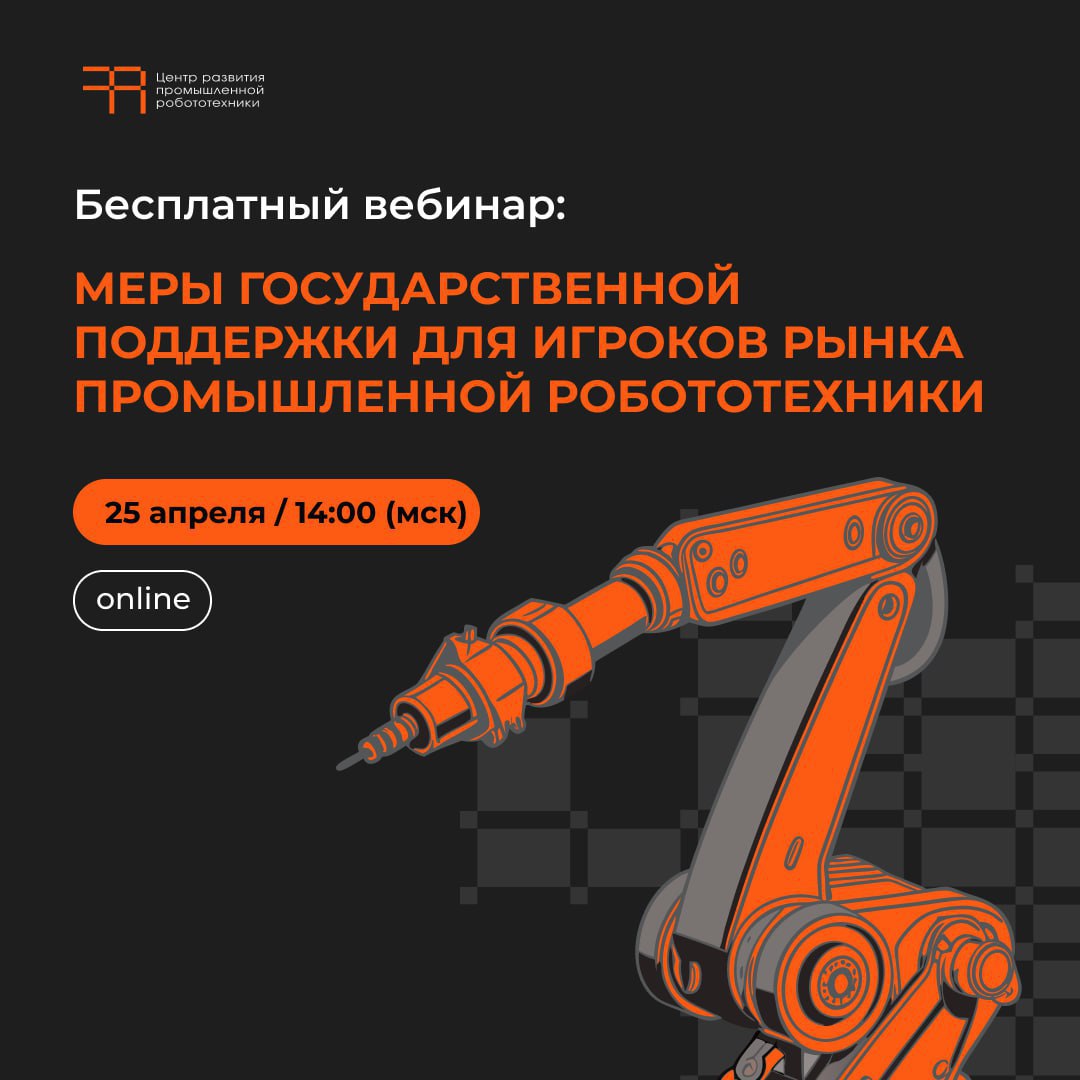 Центр развития
промышленной
робототехники
Бесплатный вебинар:
МЕРЫ ГОСУДАРСТВЕННОЙ
ПОДДЕРЖКИ ДЛЯ ИГРОКОВ РЫНКА
ПРОМЫШЛЕННОЙ РОБОТОТЕХНИКИ
25 апреля / 14:00 (мск)
online